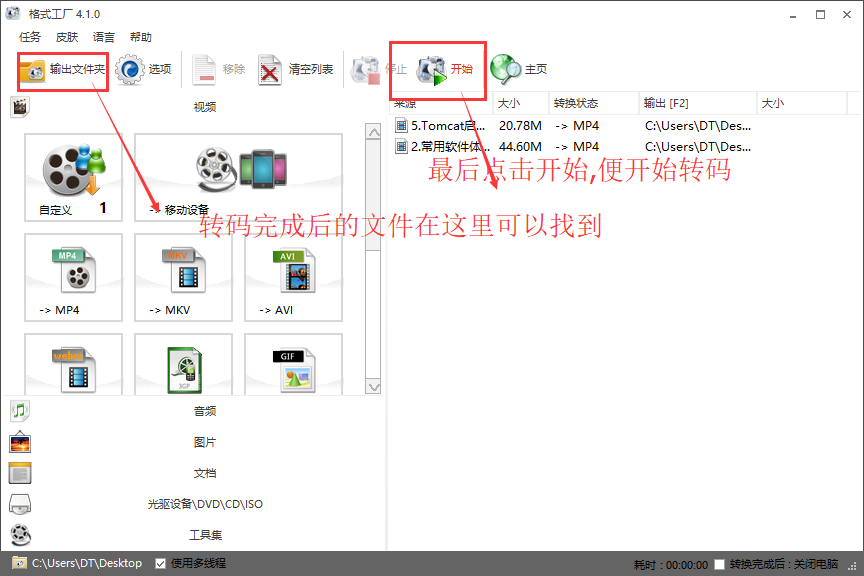 格式工厂 4.1.0
任务 皮肤 语言 帮助
输出文件夹 选项 移除 清空列表 停止 开始 主页
视频
来源 大小 转换状态 输出 [F2] 大小
5.Tomcat启... 20.78M -> MP4 C:\Users\DT\Des...
2.常用软件体... 44.60M -> MP4 C:\Users\DT\Des...
最后点击开始,便开始转码
自定义 1
-> 移动设备
转码完成后的文件在这里可以找到
MP4 MKV AVI
-> MP4 -> MKV -> AVI
webm 3GP GIF
音频
图片
文档
光驱设备\DVD\CD\ISO
工具集
C:\Users\DT\Desktop 使用多线程 耗时 : 00:00:00 转换完成后 : 关闭电脑